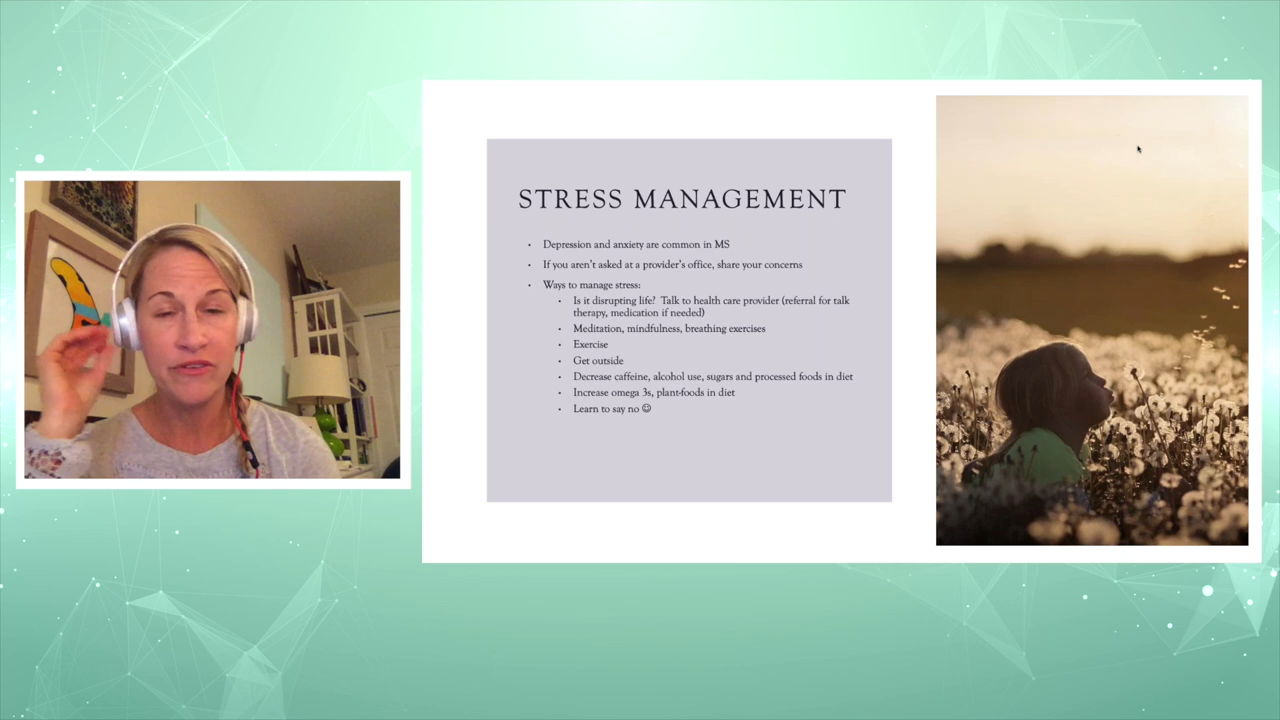 STRESS MANAGEMENT
• Depression and anxiety are common in MS
• If you aren't asked at a provider's office, share your concerns
• Ways to manage stress:
• Is it disrupting life?  Talk to health care provider (referral for talk
therapy, medication if needed)
• Meditation, mindfulness, breathing exercises
• Exercise
• Get outside
• Decrease caffeine, alcohol use, sugars and processed foods in diet
• Increase omega 3s, plant-foods in diet
• Learn to say no ☺